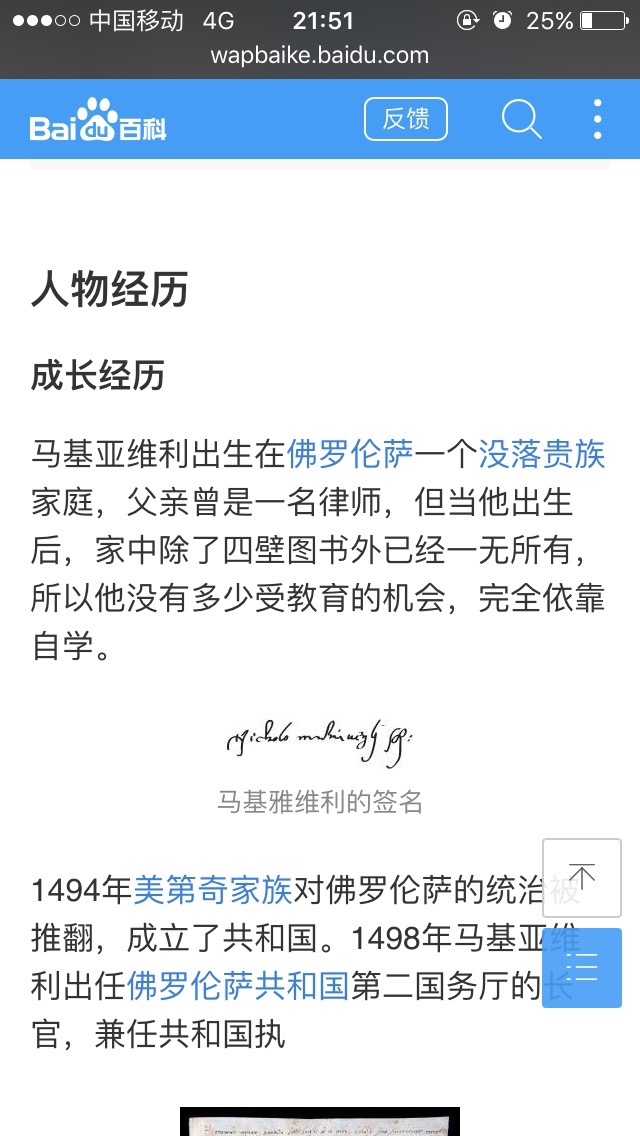 中国移动 4G 21:51 25%
wapbaike.baidu.com
Bai du 百科 反馈
人物经历
成长经历
马基亚维利出生在佛罗伦萨一个没落贵族
家庭，父亲曾是一名律师，但当他出生
后，家中除了四壁图书外已经一无所有，
所以他没有多少受教育的机会，完全依靠
自学。
马基雅维利的签名
1494年美第奇家族对佛罗伦萨的统治被
推翻，成立了共和国。1498年马基亚维
利出任佛罗伦萨共和国第二国务厅的长
官，兼任共和国执